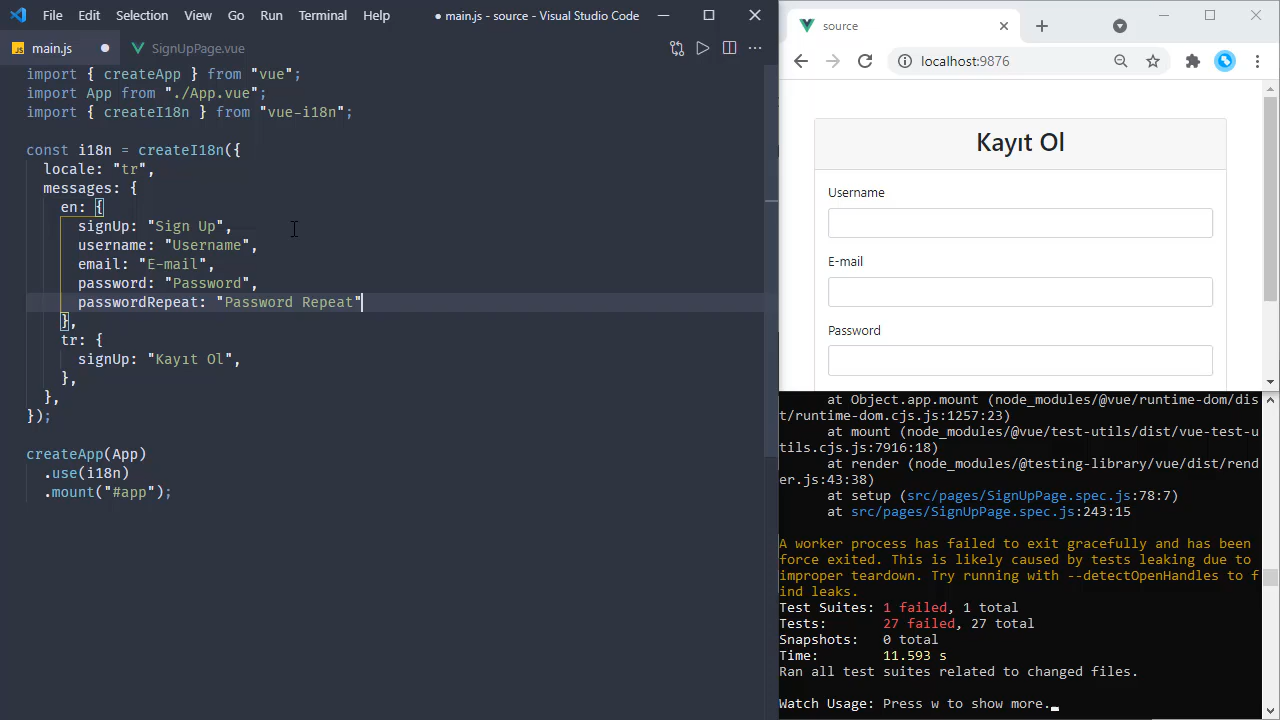 File Edit Selection View Go Run Terminal Help ● main.js - source - Visual Studio Code
JS main.js ● SignUpPage.vue ...
import { createApp } from "vue";
import App from "./App.vue";
import { createI18n } from "vue-i18n";
const i18n = createI18n({
locale: "tr",
messages: {
en: {
signUp: "Sign Up",
username: "Username",
email: "E-mail",
password: "Password",
passwordRepeat: "Password Repeat"
},
tr: {
signUp: "Kayıt Ol",
},
},
});
createApp(App)
.use(i18n)
.mount("#app");
source
localhost:9876
Kayıt Ol
Username
E-mail
Password
at Object.app.mount (node_modules/@vue/runtime-dom/dis
t/runtime-dom.cjs.js:1257:23)
at mount (node_modules/@vue/test-utils/dist/vue-test-u
tils.cjs.js:7916:18)
at render (node_modules/@testing-library/vue/dist/rend
er.js:43:38)
at setup (src/pages/SignUpPage.spec.js:78:7)
at src/pages/SignUpPage.spec.js:243:15
A worker process has failed to exit gracefully and has been
force exited. This is likely caused by tests leaking due to
improper teardown. Try running with --detectOpenHandles to f
ind leaks.
Test Suites: 1 failed, 1 total
Tests: 27 failed, 27 total
Snapshots: 0 total
Time: 11.593 s
Ran all test suites related to changed files.
Watch Usage: Press w to show more.